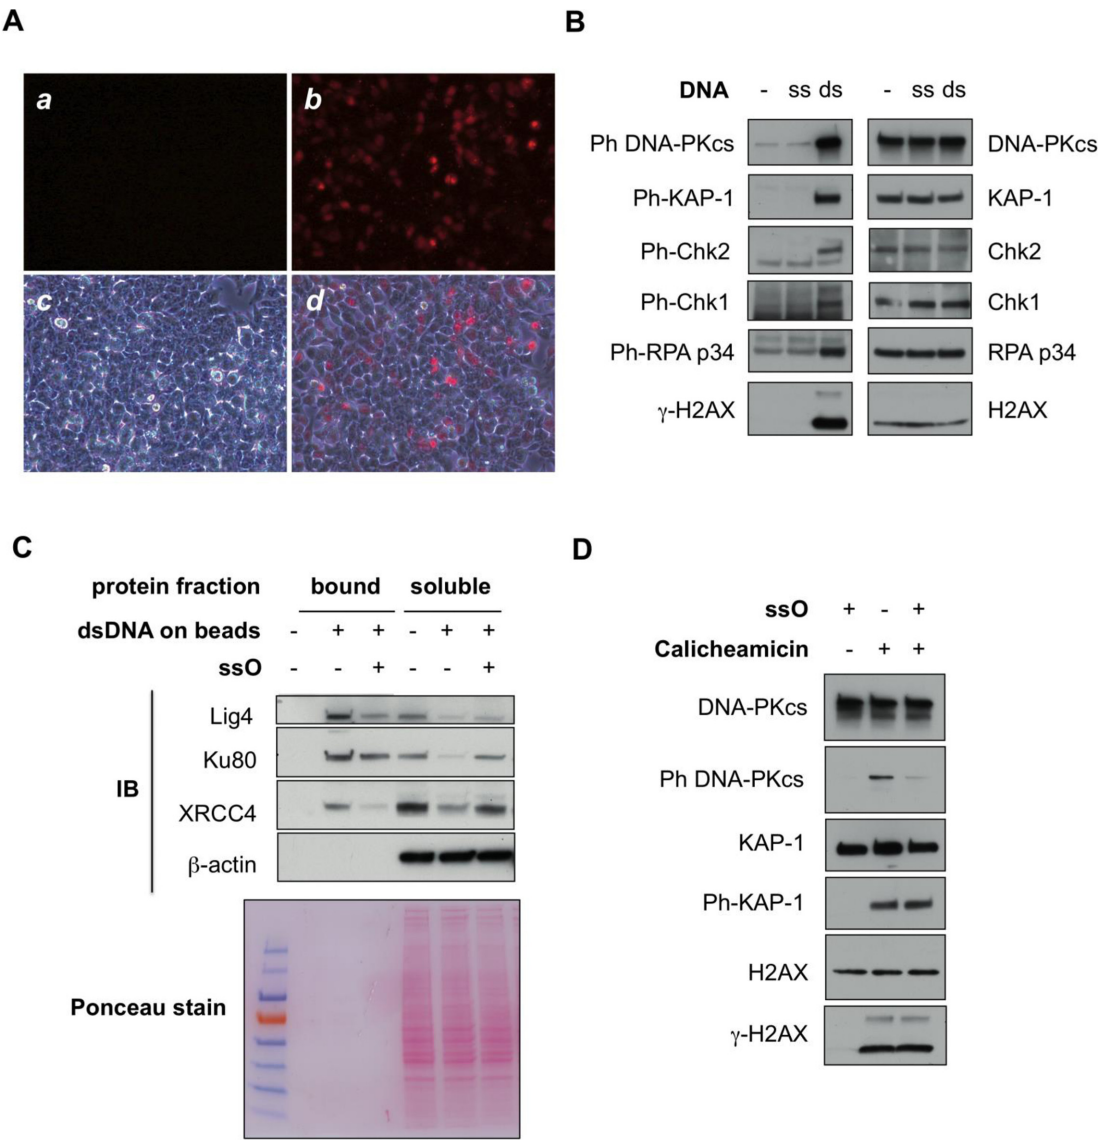 A
a
b
c
d
B
DNA - ss ds - ss ds
Ph DNA-PKcs DNA-PKcs
Ph-KAP-1 KAP-1
Ph-Chk2 Chk2
Ph-Chk1 Chk1
Ph-RPA p34 RPA p34
γ-H2AX H2AX
C
protein fraction bound soluble
dsDNA on beads - + + - + +
ssO - - + - - +
IB
Lig4
Ku80
XRCC4
β-actin
Ponceau stain
D
ssO + - +
Calicheamicin - + +
DNA-PKcs
Ph DNA-PKcs
KAP-1
Ph-KAP-1
H2AX
γ-H2AX